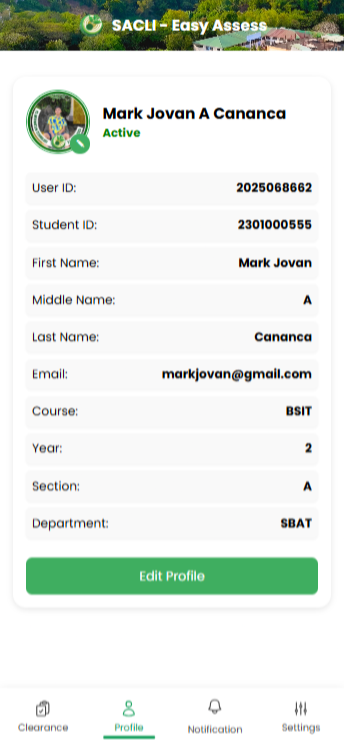 SACLI - Easy Assess
Mark Jovan A Cananca
Active
User ID: 2025068662
Student ID: 2301000555
First Name: Mark Jovan
Middle Name: A
Last Name: Cananca
Email: markjovan@gmail.com
Course: BSIT
Year: 2
Section: A
Department: SBAT
Edit Profile
Clearance Profile Notification Settings